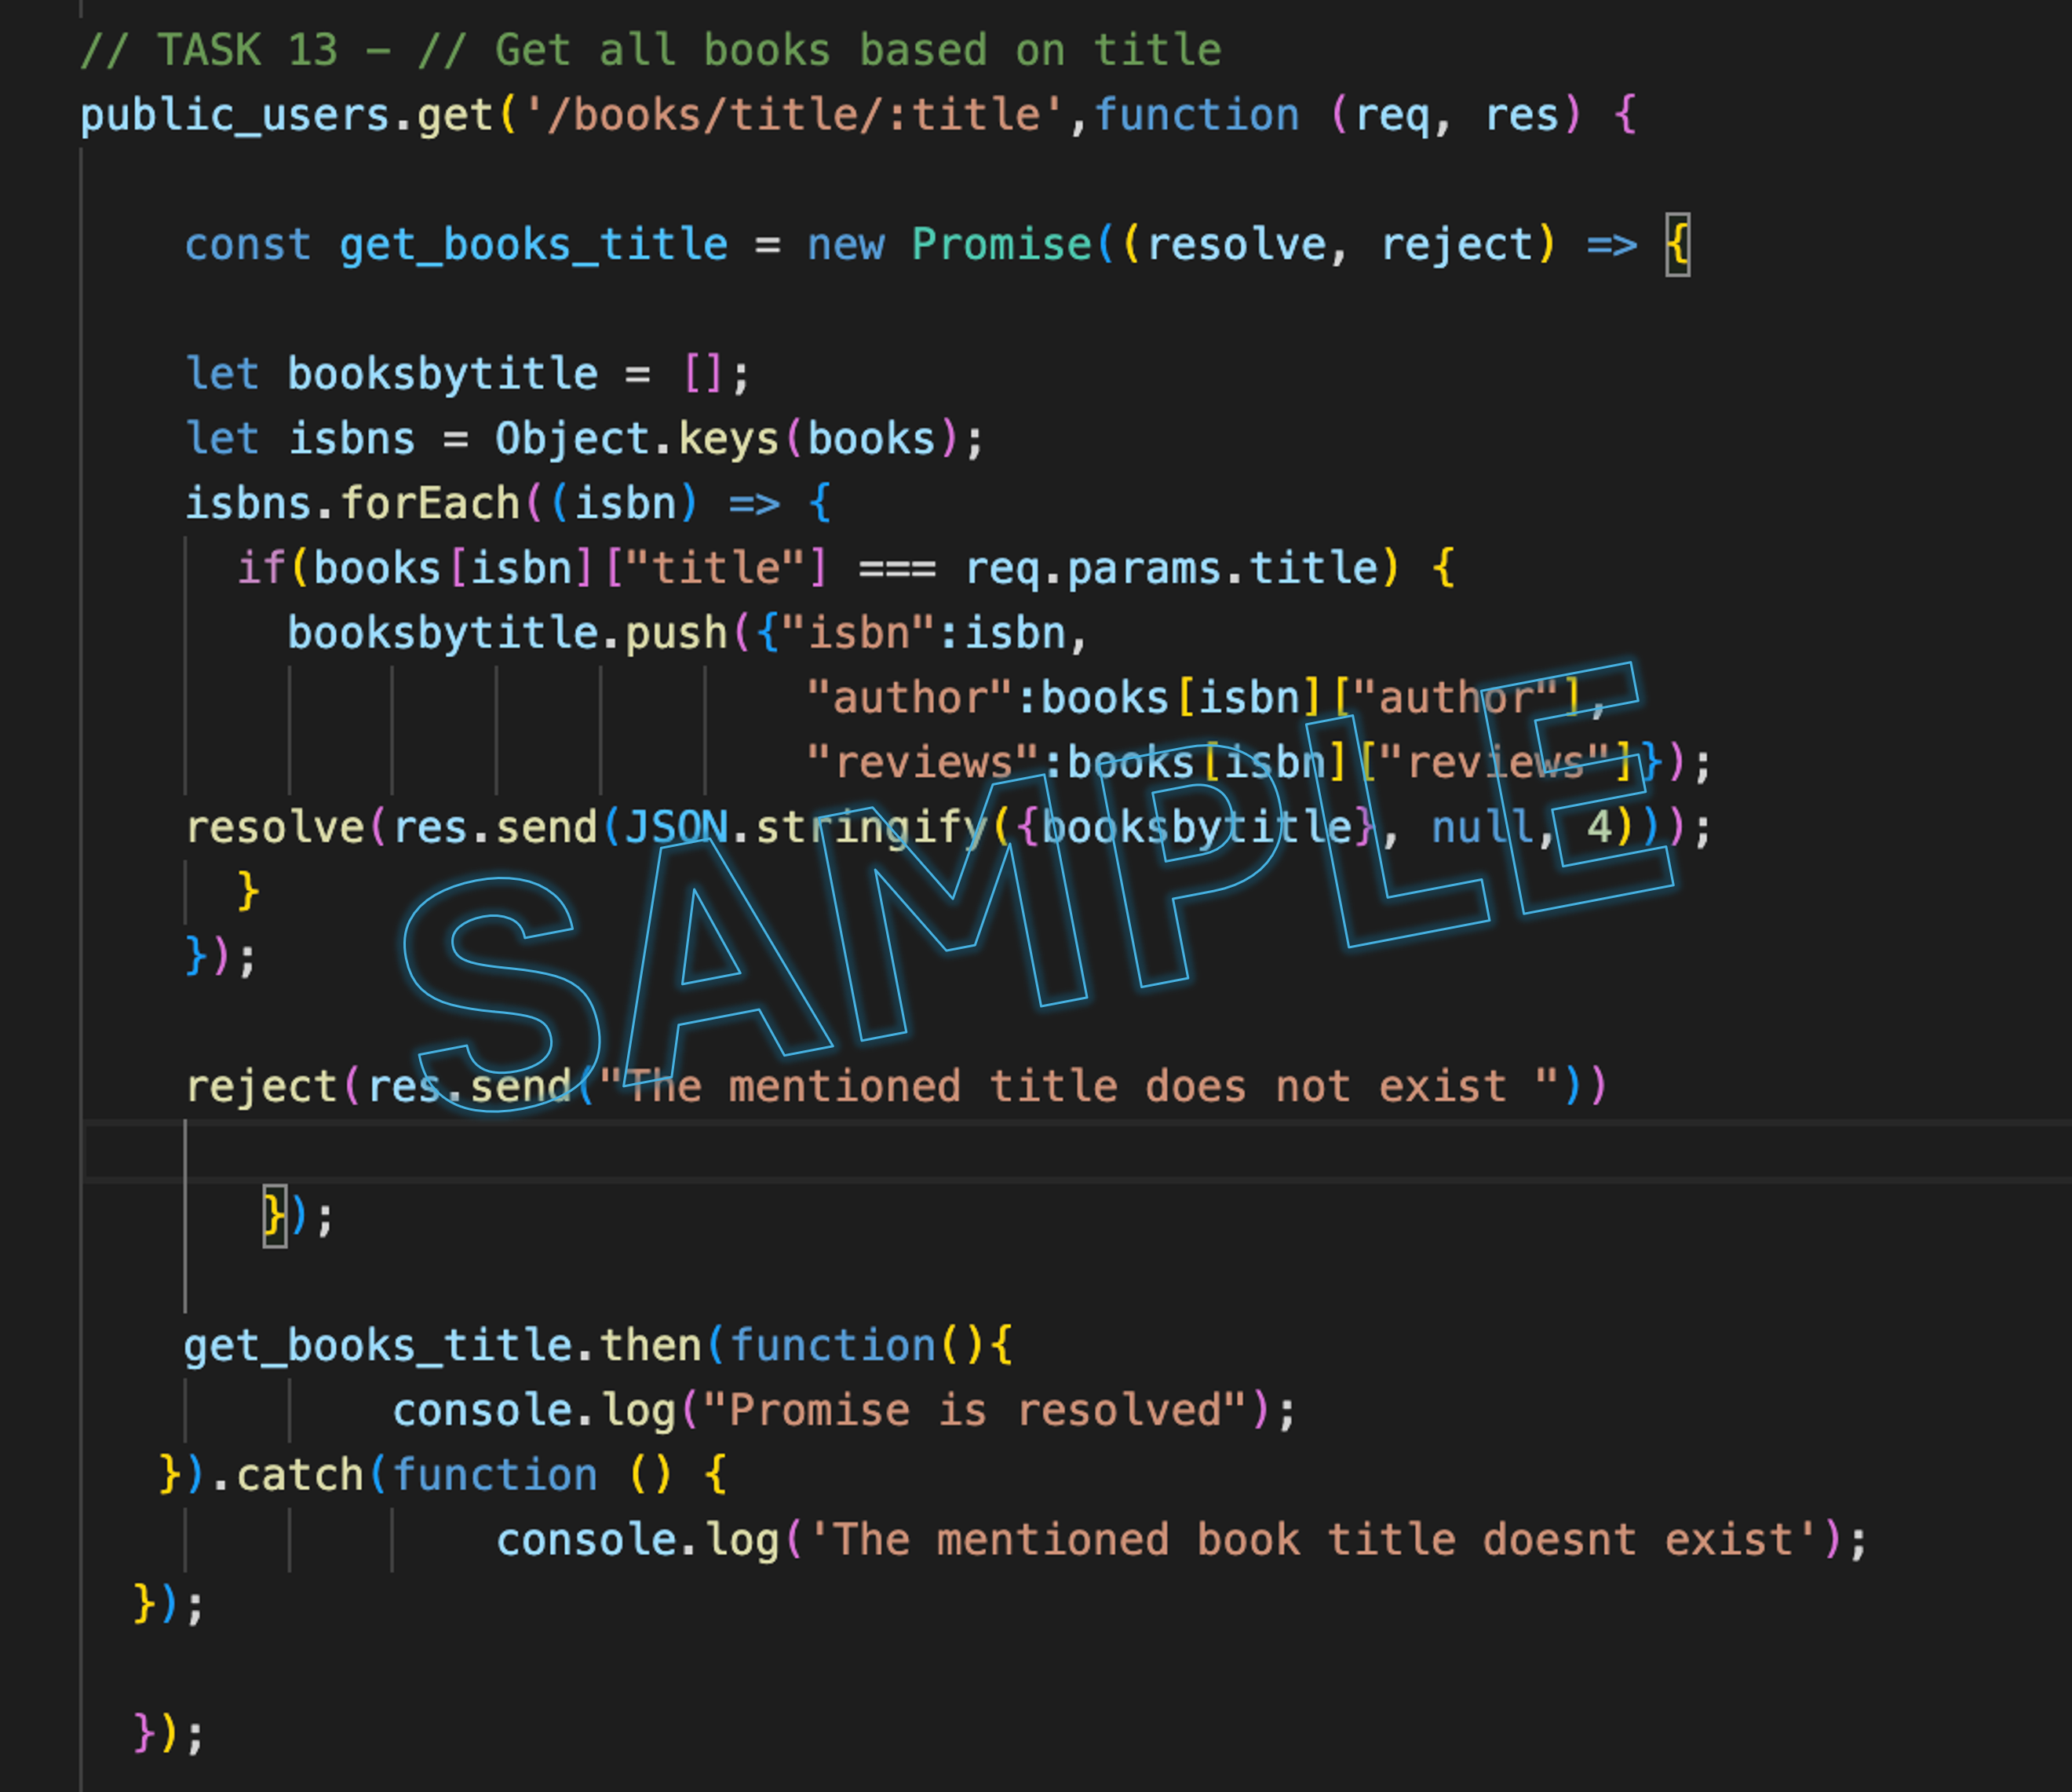 // TASK 13 – // Get all books based on title
public_users.get('/books/title/:title',function (req, res) {
const get_books_title = new Promise((resolve, reject) => {
let booksbytitle = [];
let isbns = Object.keys(books);
isbns.forEach((isbn) => {
if(books[isbn]["title"] === req.params.title) {
booksbytitle.push({"isbn":isbn,
"author":books[isbn]["author"],
"reviews":books[isbn]["reviews"]});
resolve(res.send(JSON.stringify({booksbytitle}, null, 4)));
}
});
reject(res.send("The mentioned title does not exist "))
});
get_books_title.then(function(){
console.log("Promise is resolved");
}).catch(function () {
console.log('The mentioned book title doesnt exist');
});
});
SAMPLE